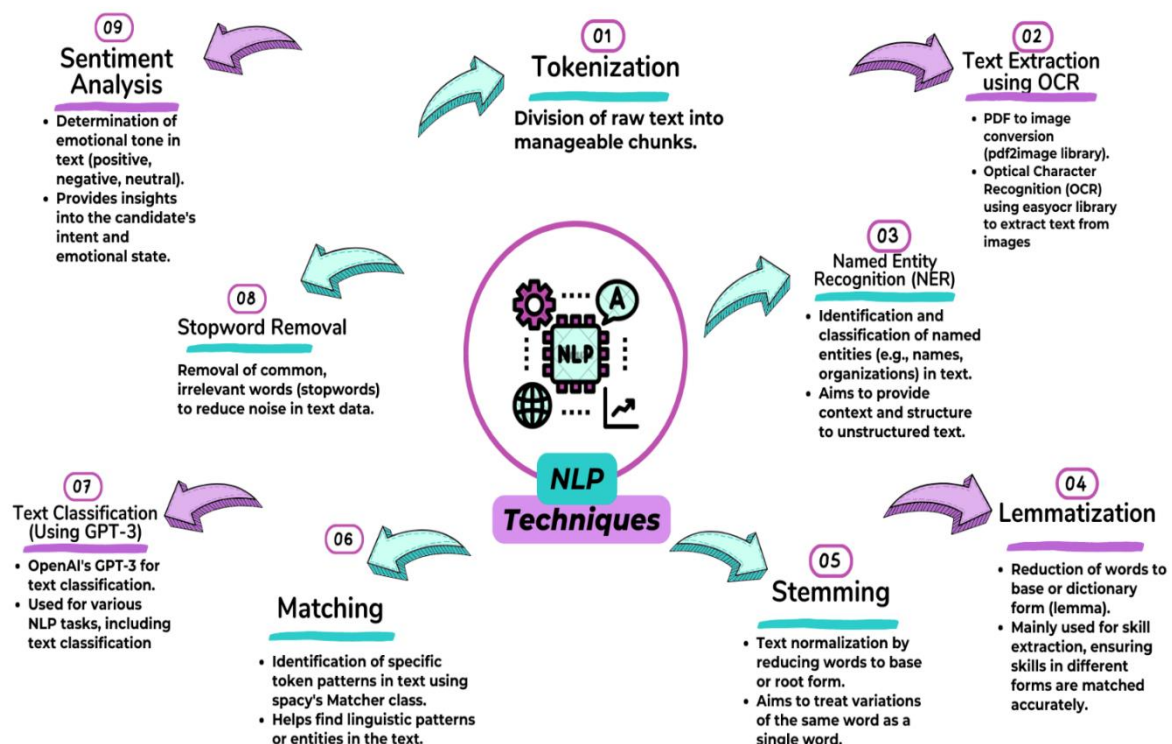 01
Tokenization
Division of raw text into
manageable chunks.
02
Text Extraction
using OCR
• PDF to image
conversion
(pdf2image library).
• Optical Character
Recognition (OCR)
using easyocr library
to extract text from
images
03
Named Entity
Recognition (NER)
• Identification and
classification of named
entities (e.g., names,
organizations) in text.
• Aims to provide
context and structure
to unstructured text.
04
Lemmatization
• Reduction of words to
base or dictionary
form (lemma).
• Mainly used for skill
extraction, ensuring
skills in different
forms are matched
accurately.
05
Stemming
• Text normalization by
reducing words to base
or root form.
• Aims to treat variations
of the same word as a
single word.
06
Matching
• Identification of specific
token patterns in text using
spacy's Matcher class.
• Helps find linguistic patterns
or entities in the text.
07
Text Classification
(Using GPT-3)
• OpenAI's GPT-3 for
text classification.
• Used for various
NLP tasks, including
text classification
08
Stopword Removal
Removal of common,
irrelevant words (stopwords)
to reduce noise in text data.
09
Sentiment
Analysis
• Determination of
emotional tone in
text (positive,
negative, neutral).
• Provides insights
into the candidate's
intent and
emotional state.
A
NLP
NLP
Techniques